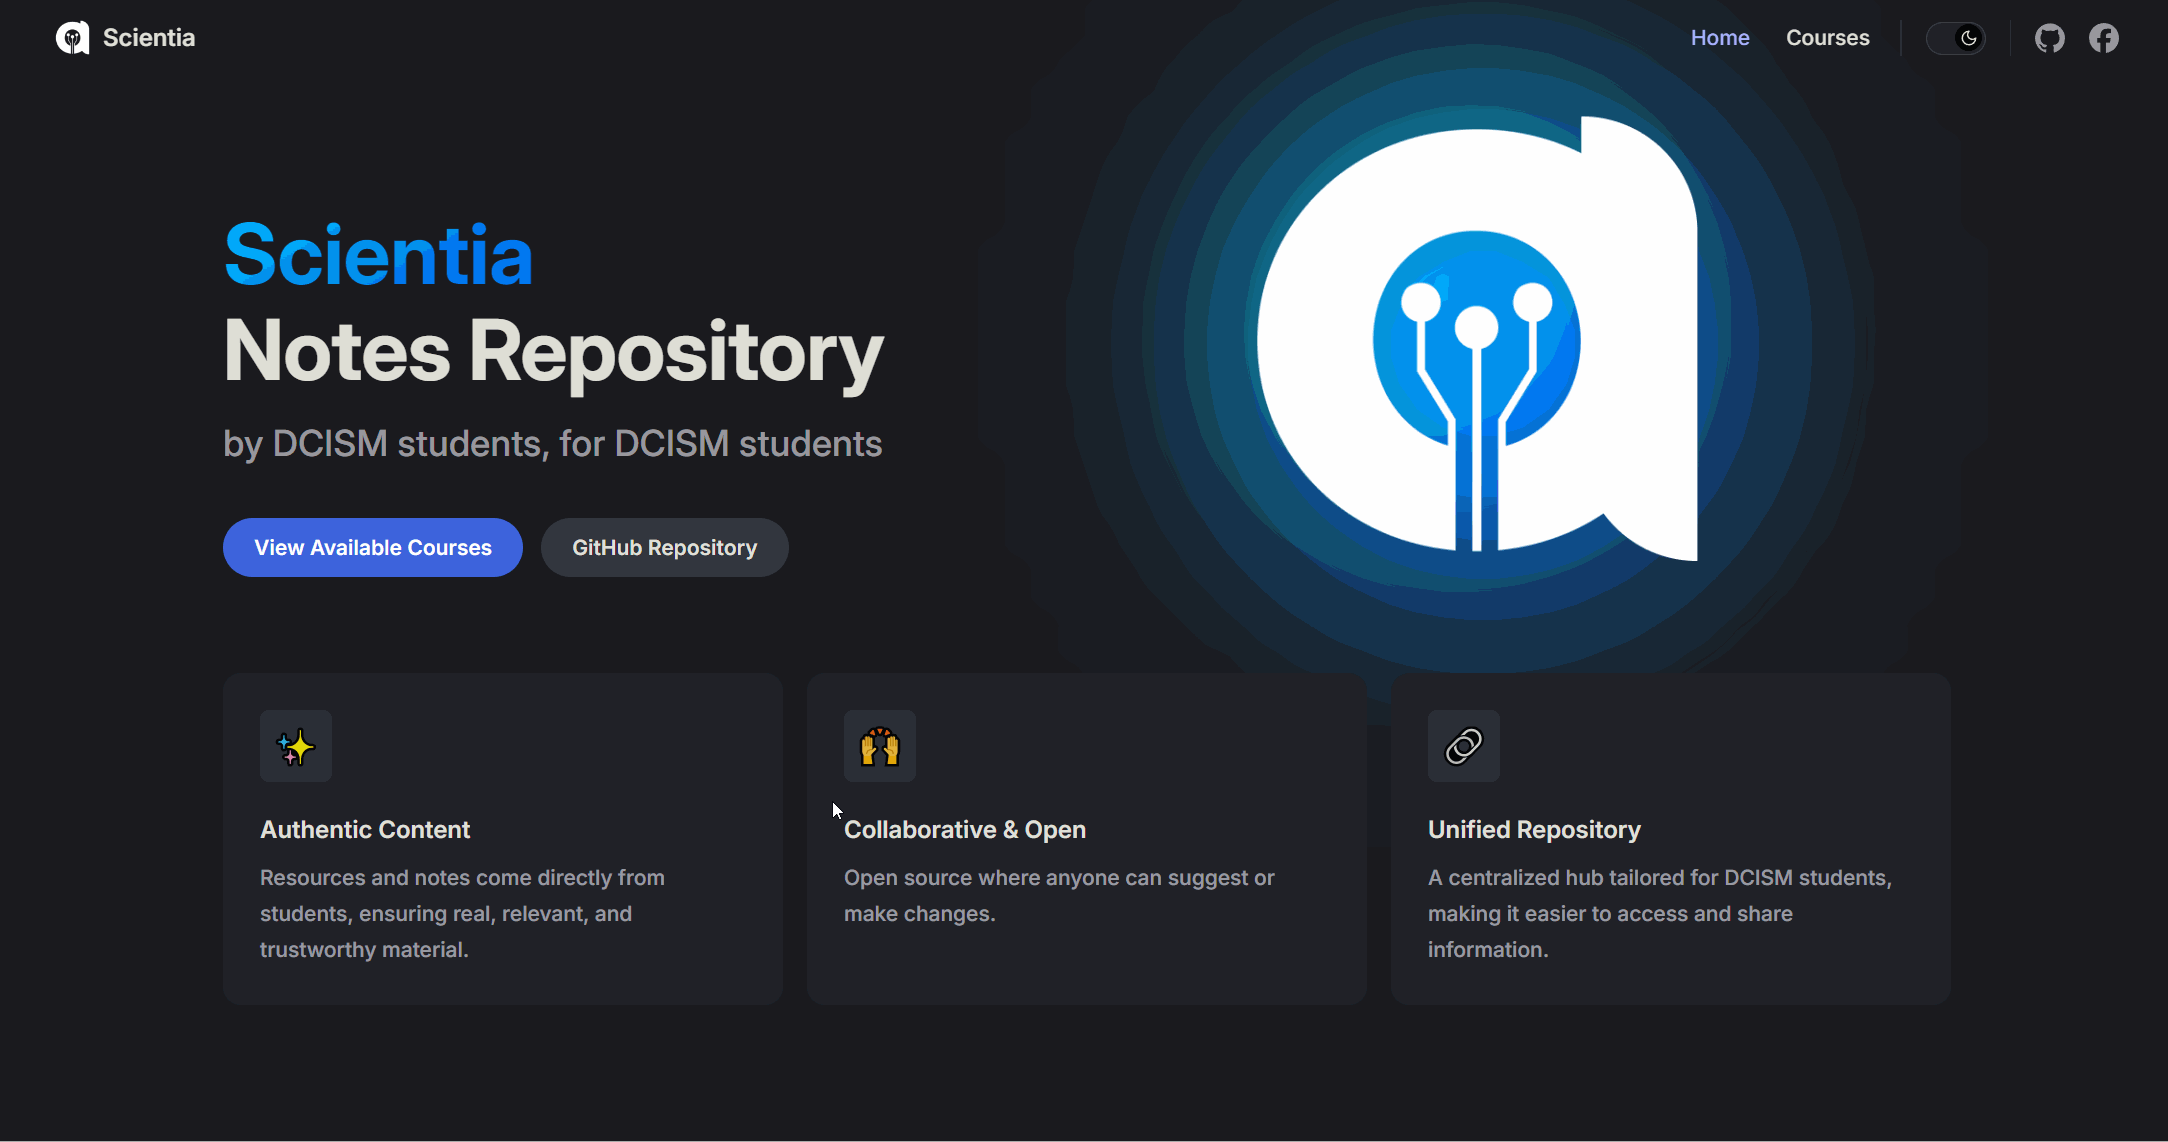 Scientia
Home
Courses
Scientia
Notes Repository
by DCISM students, for DCISM students
View Available Courses
GitHub Repository
Authentic Content
Resources and notes come directly from
students, ensuring real, relevant, and
trustworthy material.
Collaborative & Open
Open source where anyone can suggest or
make changes.
Unified Repository
A centralized hub tailored for DCISM students,
making it easier to access and share
information.